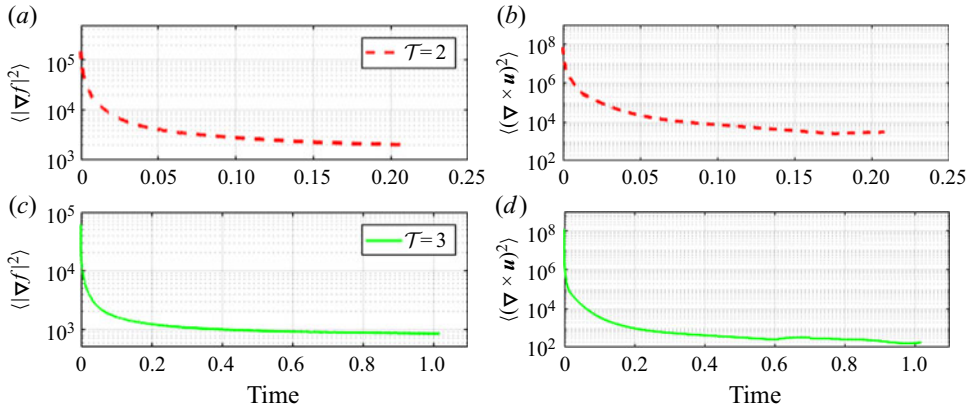 (a) (b)
⟨|∇f|²⟩
10⁵
10⁴
10³
𝒯 = 2
0 0.05 0.10 0.15 0.20 0.25
⟨(∇ × u)²⟩
10⁸
10⁶
10⁴
10²
0 0.05 0.10 0.15 0.20 0.25
(c) (d)
⟨|∇f|²⟩
10⁵
10⁴
10³
𝒯 = 3
0 0.2 0.4 0.6 0.8 1.0
Time
⟨(∇ × u)²⟩
10⁸
10⁶
10⁴
10²
0 0.2 0.4 0.6 0.8 1.0
Time